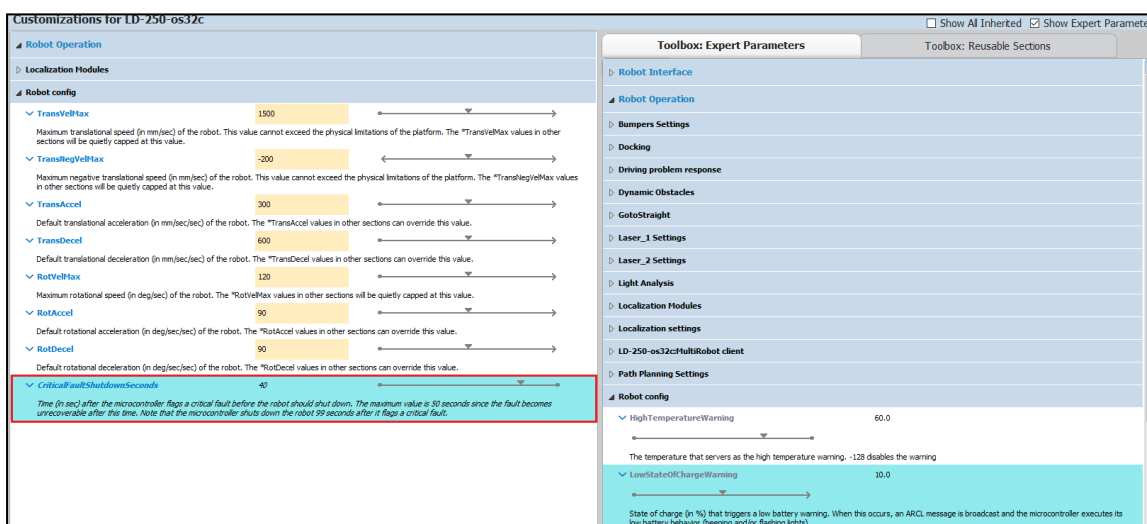 Customizations for LD-250-os32c
Show All Inherited Show Expert Paramete
Robot Operation
Localization Modules
Robot config
TransVelMax 1500
Maximum translational speed (in mm/sec) of the robot. This value cannot exceed the physical limitations of the platform. The *TransVelMax values in other
sections will be quietly capped at this value.
TransNegVelMax -200
Maximum negative translational speed (in mm/sec) of the robot. This value cannot exceed the physical limitations of the platform. The *TransNegVelMax values
in other sections will be quietly capped at this value.
TransAccel 300
Default translational acceleration (in mm/sec/sec) of the robot. The *TransAccel values in other sections can override this value.
TransDecel 600
Default translational deceleration (in mm/sec/sec) of the robot. The *TransDecel values in other sections can override this value.
RotVelMax 120
Maximum rotational speed (in deg/sec) of the robot. The *RotVelMax values in other sections will be quietly capped at this value.
RotAccel 90
Default rotational acceleration (in deg/sec/sec) of the robot. The *RotAccel values in other sections can override this value.
RotDecel 90
Default rotational deceleration (in deg/sec/sec) of the robot. The *RotDecel values in other sections can override this value.
CriticalFaultShutdownSeconds 40
Time (in sec) after the microcontroller flags a critical fault before the robot should shut down. The maximum value is 50 seconds since the fault becomes
unrecoverable after this time. Note that the microcontroller shuts down the robot 99 seconds after it flags a critical fault.
Toolbox: Expert Parameters
Toolbox: Reusable Sections
Robot Interface
Robot Operation
Bumpers Settings
Docking
Driving problem response
Dynamic Obstacles
GotoStraight
Laser_1 Settings
Laser_2 Settings
Light Analysis
Localization Modules
Localization settings
LD-250-os32c:MultiRobot client
Path Planning Settings
Robot config
HighTemperatureWarning 60.0
The temperature that servers as the high temperature warning. -128 disables the warning
LowStateOfChargeWarning 10.0
State of charge (in %) that triggers a low battery warning. When this occurs, an ARCL message is broadcast and the microcontroller executes its
low battery behavior (beeping and/or flashing lights)